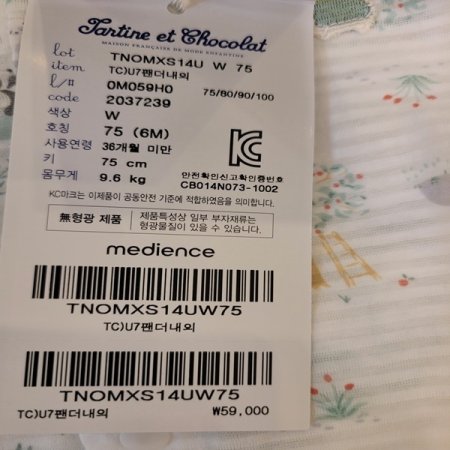 Tartine et Chocolat
MAISON FRANÇAISE DE MODE ENFANTINE
lot TNOMXS14U W 75
item TC)U7팬더내의
l/# 0M059H0 75/80/90/100
code 2037239
색상 W
호칭 75 (6M)
사용연령 36개월 미만
키 75 cm
몸무게 9.6 kg
안전확인신고확인증번호
CB014N073-1002
KC마크는 이제품이 공통안전 기준에 적합하였음을 의미합니다.
無형광 제품 제품특성상 일부 부자재류는
형광물질이 있을 수 있습니다.
medience
TNOMXS14UW75
TC)U7팬더내의
TNOMXS14UW75
TC)U7팬더내의 ₩59,000